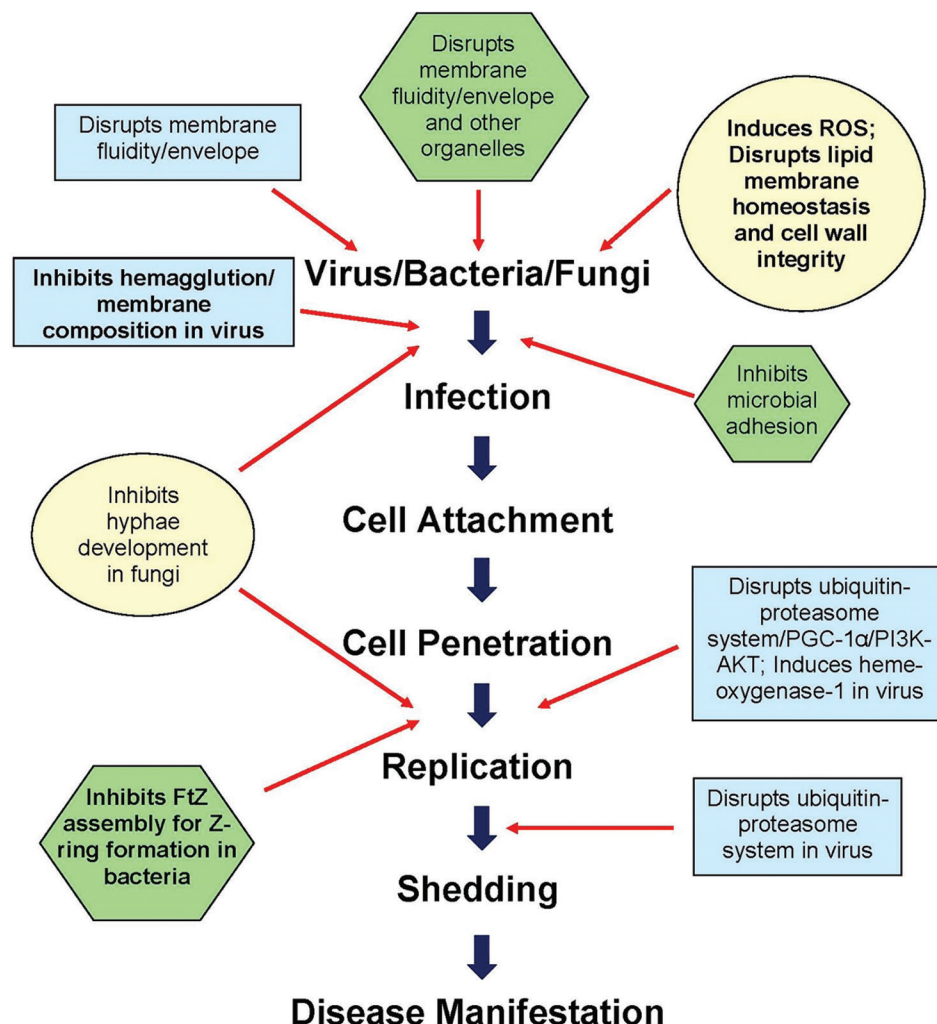 Disrupts
membrane
fluidity/envelope
and other
organelles
Disrupts membrane
fluidity/envelope
Induces ROS;
Disrupts lipid
membrane
homeostasis
and cell wall
integrity
Virus/Bacteria/Fungi
Inhibits hemagglution/
membrane
composition in virus
Infection
Inhibits
microbial
adhesion
Cell Attachment
Inhibits
hyphae
development
in fungi
Cell Penetration
Disrupts ubiquitin-
proteasome
system/PGC-1α/PI3K-
AKT; Induces heme-
oxygenase-1 in virus
Replication
Inhibits FtZ
assembly for Z-
ring formation in
bacteria
Disrupts ubiquitin-
proteasome
system in virus
Shedding
Disease Manifestation